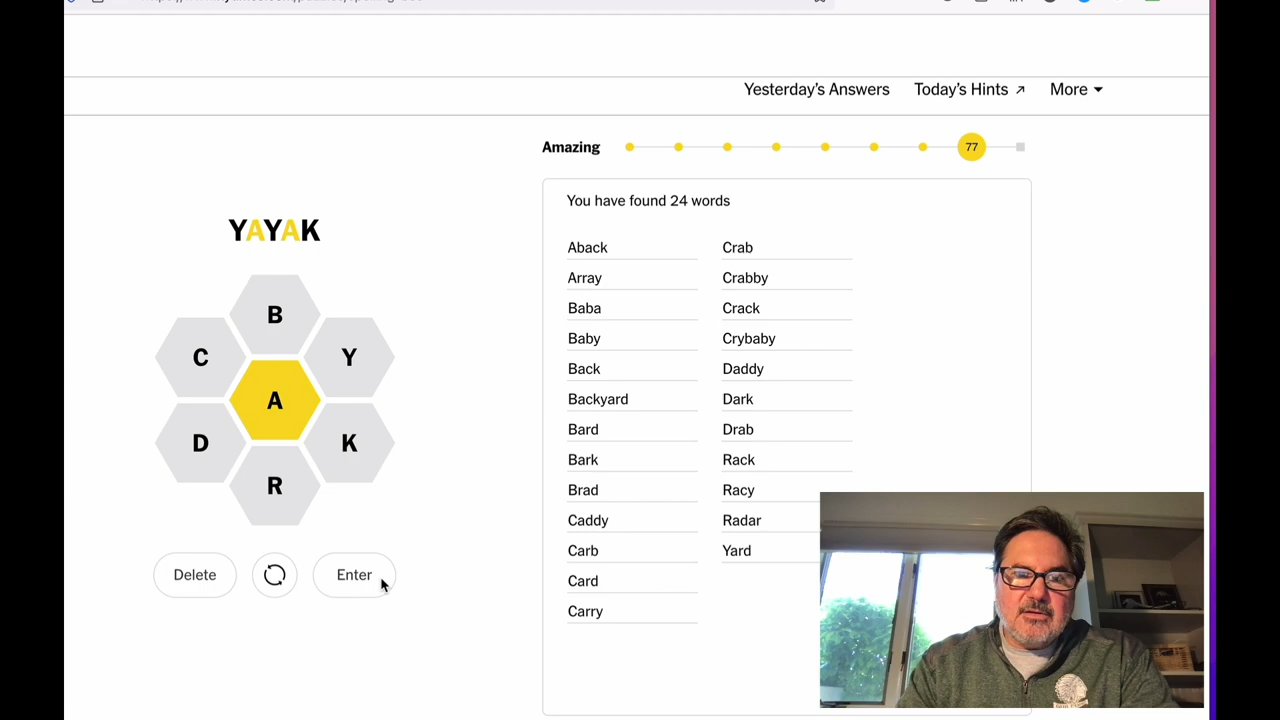 Yesterday's Answers Today's Hints ↗ More
Amazing 77
You have found 24 words
YAYAK
Aback
Array
Baba
Baby
Back
Backyard
Bard
Bark
Brad
Caddy
Carb
Card
Carry
Crab
Crabby
Crack
Crybaby
Daddy
Dark
Drab
Rack
Racy
Radar
Yard
B
C
Y
A
D
K
R
Delete Enter